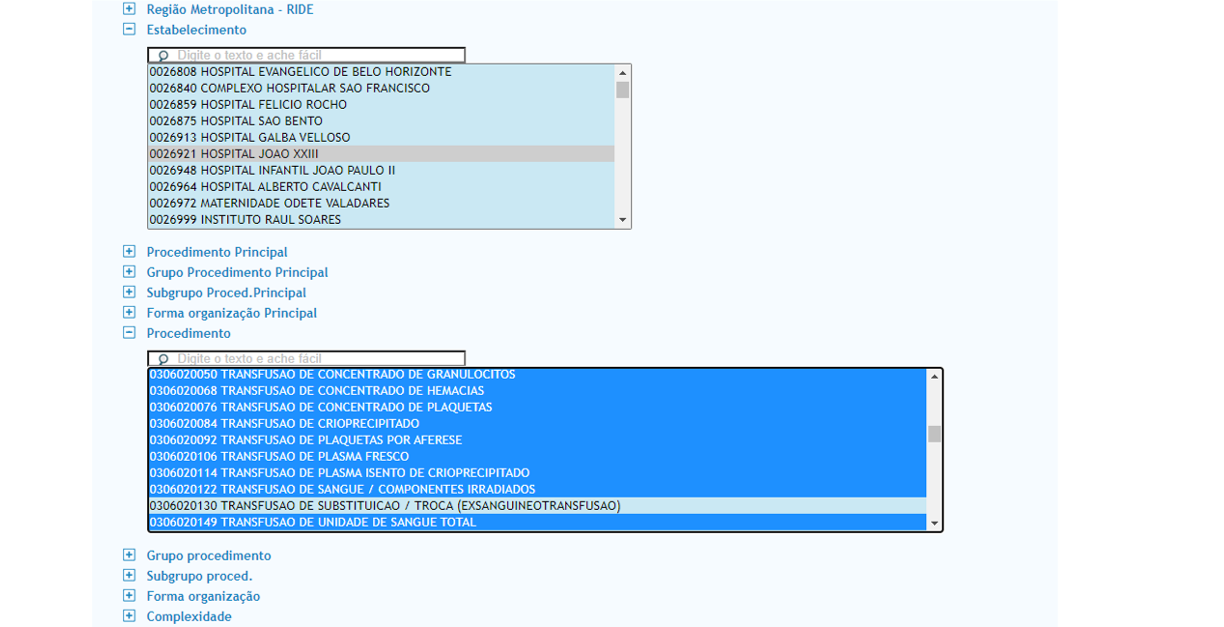 Região Metropolitana - RIDE
Estabelecimento
Digite o texto e ache fácil
0026808 HOSPITAL EVANGELICO DE BELO HORIZONTE
0026840 COMPLEXO HOSPITALAR SAO FRANCISCO
0026859 HOSPITAL FELICIO ROCHO
0026875 HOSPITAL SAO BENTO
0026913 HOSPITAL GALBA VELLOSO
0026921 HOSPITAL JOAO XXIII
0026948 HOSPITAL INFANTIL JOAO PAULO II
0026964 HOSPITAL ALBERTO CAVALCANTI
0026972 MATERNIDADE ODETE VALADARES
0026999 INSTITUTO RAUL SOARES
Procedimento Principal
Grupo Procedimento Principal
Subgrupo Proced.Principal
Forma organização Principal
Procedimento
Digite o texto e ache fácil
0306020050 TRANSFUSAO DE CONCENTRADO DE GRANULOCITOS
0306020068 TRANSFUSAO DE CONCENTRADO DE HEMACIAS
0306020076 TRANSFUSAO DE CONCENTRADO DE PLAQUETAS
0306020084 TRANSFUSAO DE CRIOPRECIPITADO
0306020092 TRANSFUSAO DE PLAQUETAS POR AFERESE
0306020106 TRANSFUSAO DE PLASMA FRESCO
0306020114 TRANSFUSAO DE PLASMA ISENTO DE CRIOPRECIPITADO
0306020122 TRANSFUSAO DE SANGUE / COMPONENTES IRRADIADOS
0306020130 TRANSFUSAO DE SUBSTITUICAO / TROCA (EXSANGUINEOTRANSFUSAO)
0306020149 TRANSFUSAO DE UNIDADE DE SANGUE TOTAL
Grupo procedimento
Subgrupo proced.
Forma organização
Complexidade